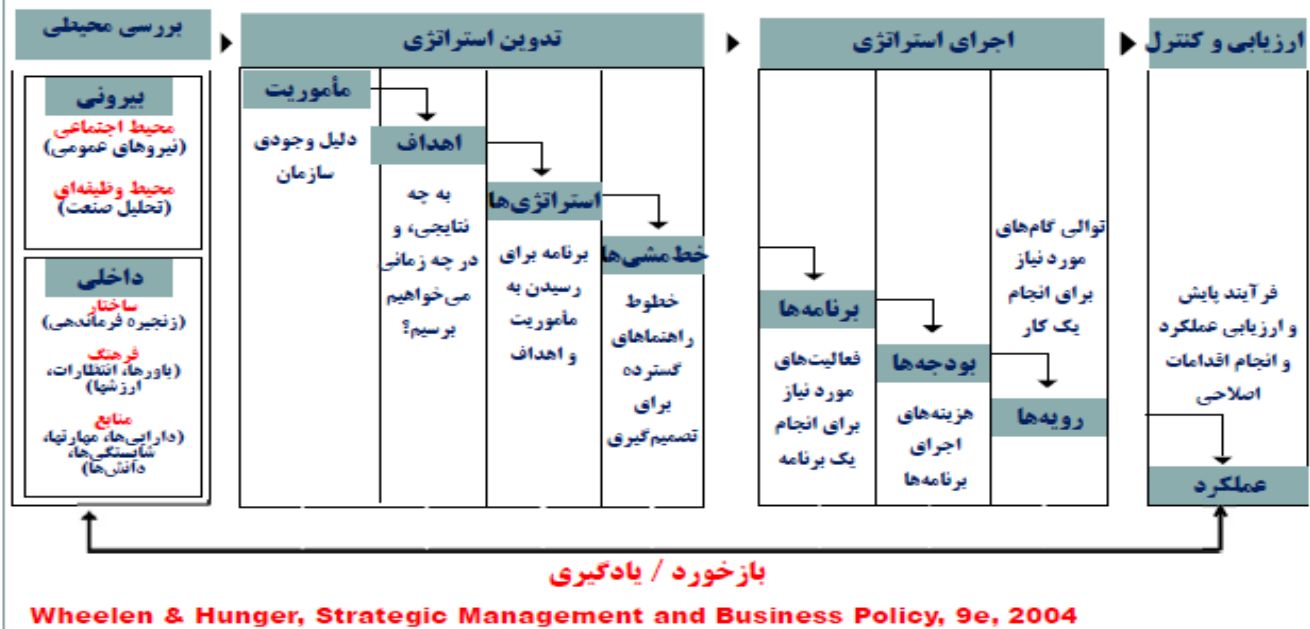 بررسی محیطی
تدوین استراتژی
اجرای استراتژی
ارزیابی و کنترل
بیرونی
محیط اجتماعی
(نیروهای عمومی)
محیط وظیفه‌ای
(تحلیل صنعت)
داخلی
ساختار
(زنجیره فرماندهی)
فرهنگ
(باورها، انتظارات،
ارزشها)
منابع
(دارایی‌ها، مهارتها،
شایستگی‌ها،
دانش‌ها)
مأموریت
دلیل وجودی
سازمان
اهداف
به چه
نتایجی، و
در چه زمانی
می‌خواهیم
برسیم؟
استراتژی‌ها
برنامه برای
رسیدن به
مأموریت
و اهداف
خط‌مشی‌ها
خطوط
راهنماهای
گسترده
برای
تصمیم‌گیری
برنامه‌ها
فعالیت‌های
مورد نیاز
برای انجام
یک برنامه
بودجه‌ها
هزینه‌های
اجرای
برنامه‌ها
توالی گام‌های
مورد نیاز
برای انجام
یک کار
رویه‌ها
فرآیند پایش
و ارزیابی عملکرد
و انجام اقدامات
اصلاحی
عملکرد
بازخورد / یادگیری
Wheelen & Hunger, Strategic Management and Business Policy, 9e, 2004